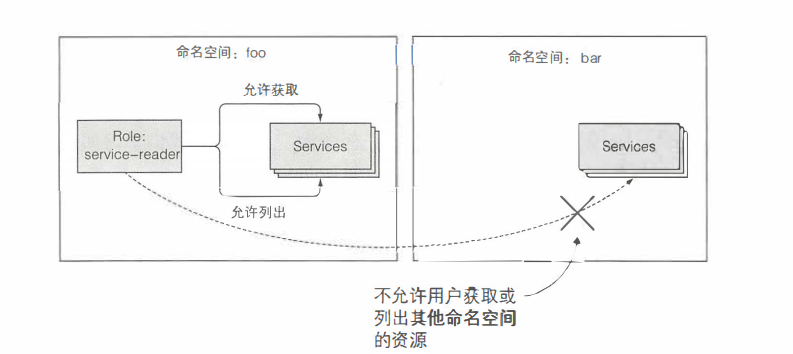 命名空间：foo
命名空间：bar
允许获取
Role:
service-reader
Services
Services
允许列出
不允许用户获取或
列出其他命名空间
的资源